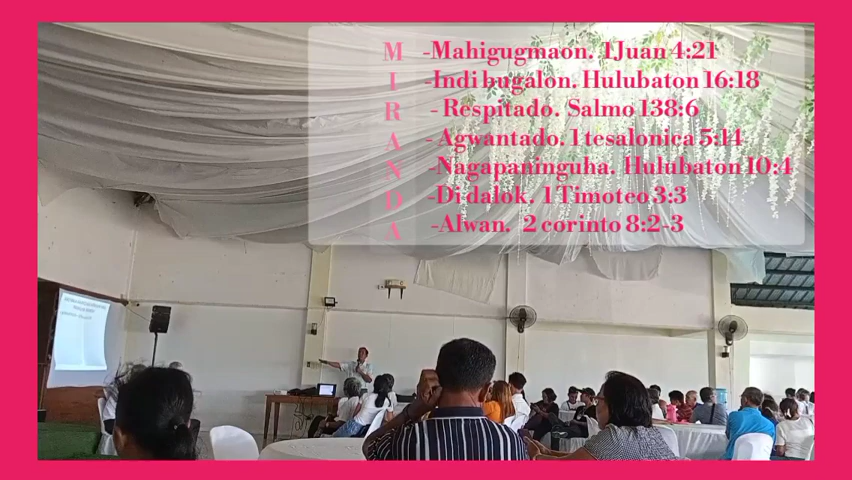 M -Mahigugmaon. 1Juan 4:21
I -Indi bugalon. Hulubaton 16:18
R - Respitado. Salmo 138:6
A - Agwantado. 1 tesalonica 5:14
N -Nagapaninguha. Hulubaton 10:4
D -Di dalok. 1 Timoteo 3:3
A -Alwan. 2 corinto 8:2-3